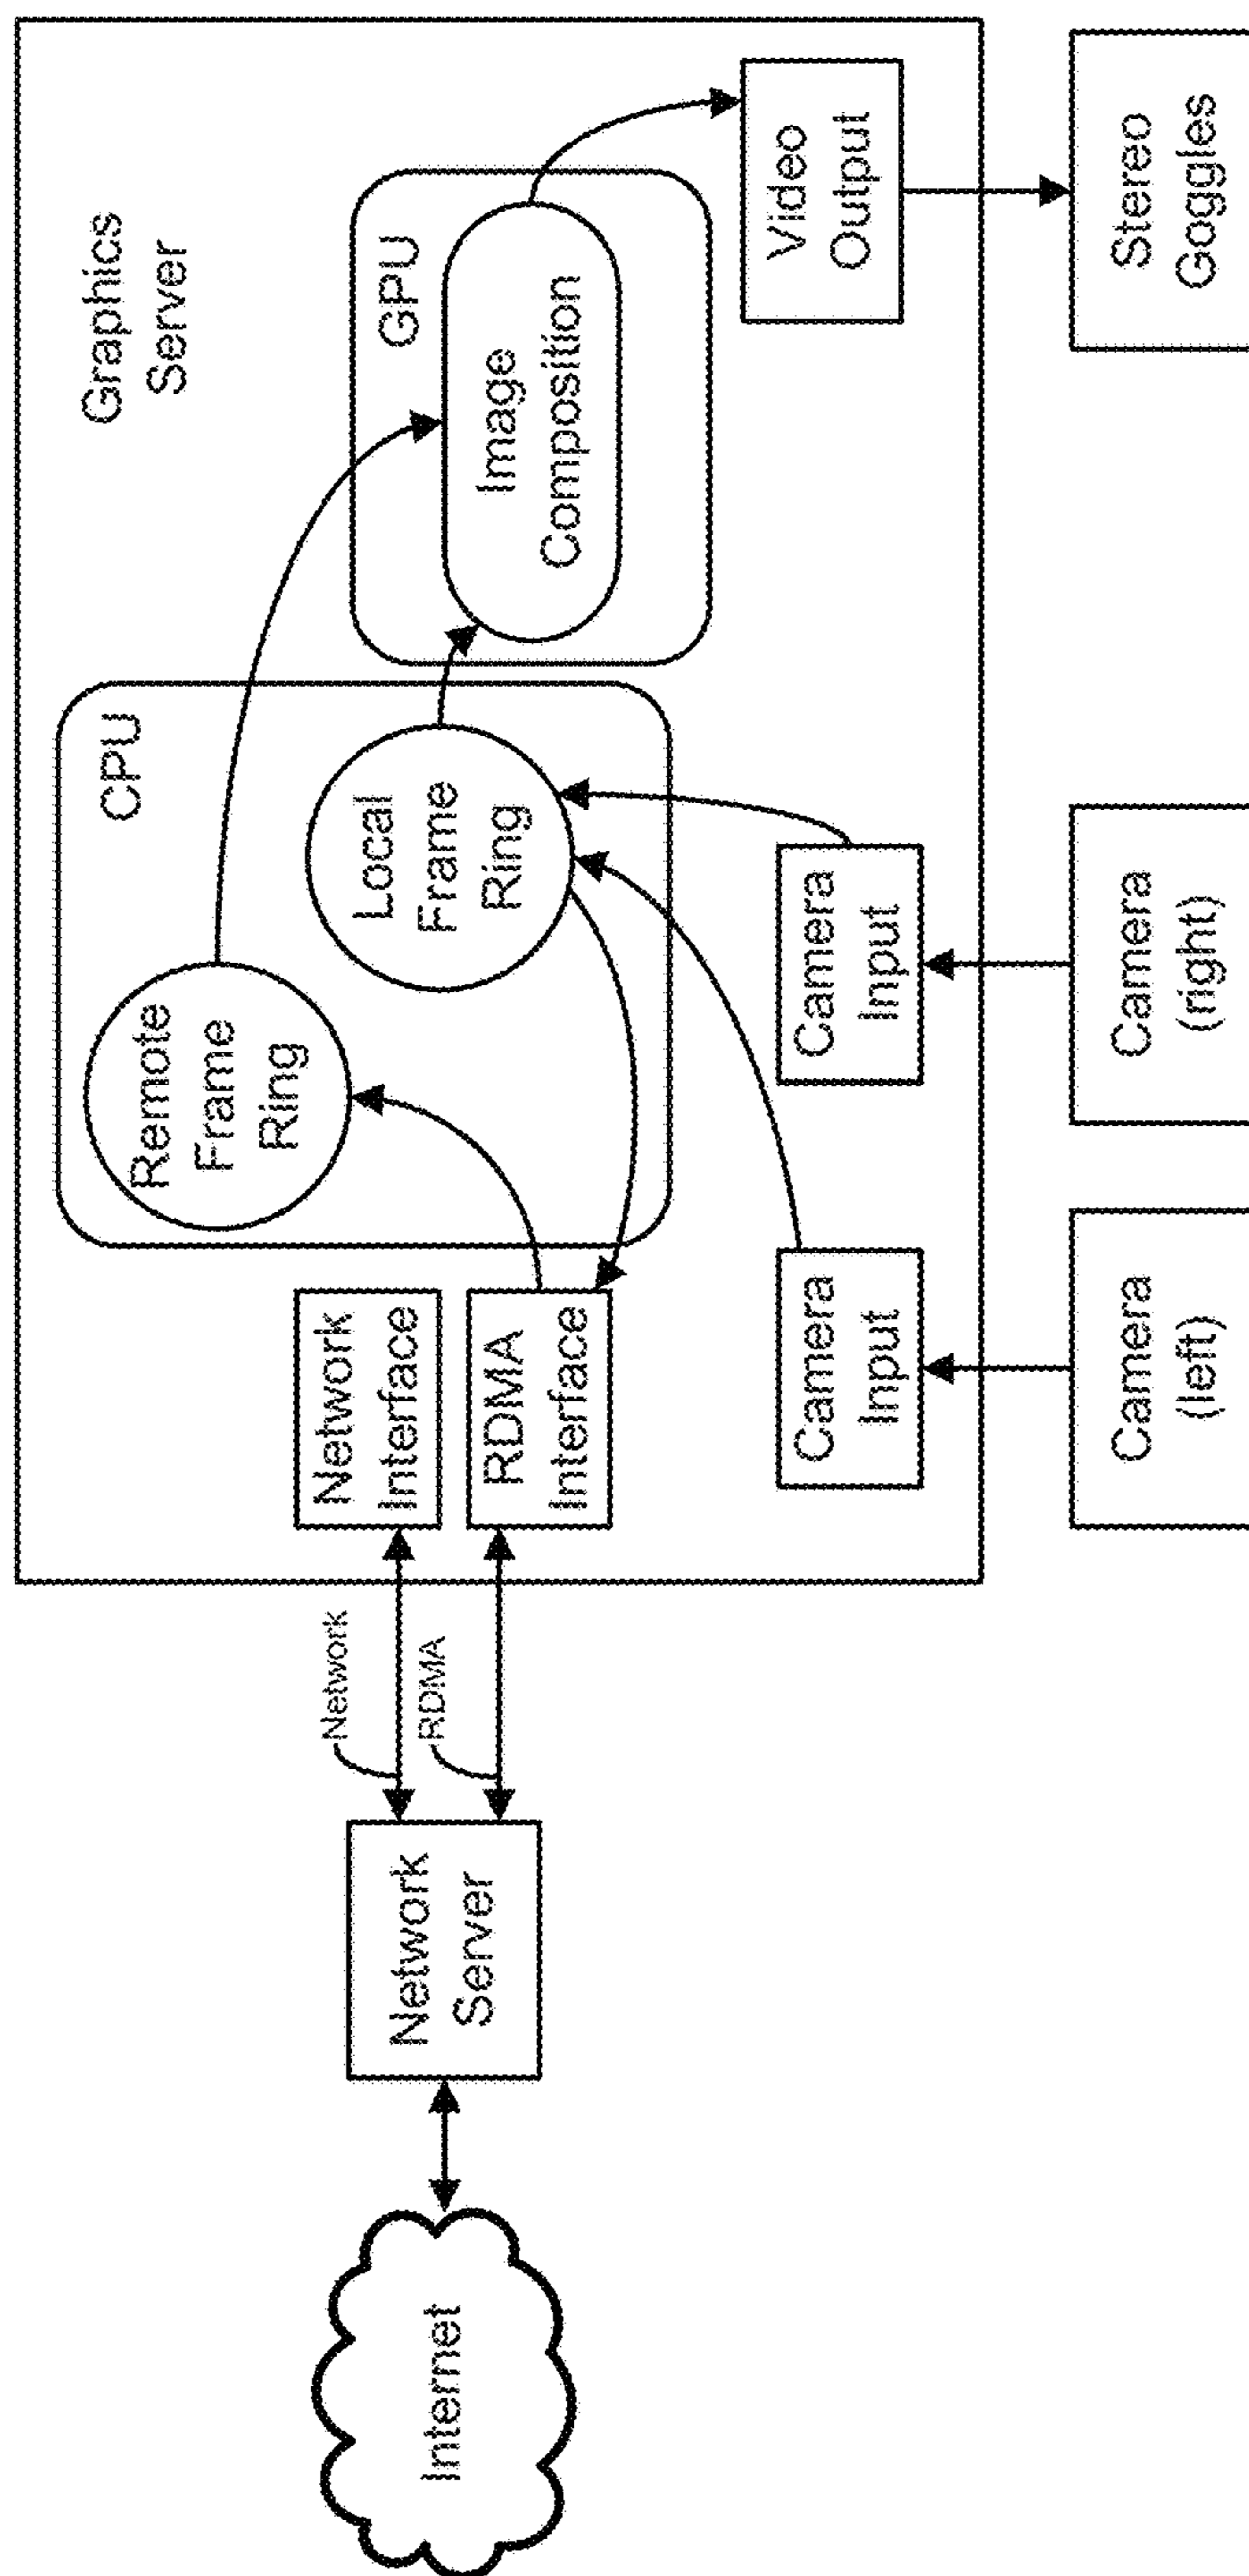 Internet
Network
Server
Network
RDMA
Graphics
Server
Network
Interface
RDMA
Interface
CPU
Remote
Frame
Ring
Local
Frame
Ring
GPU
Image
Composition
Camera
Input
Camera
Input
Video
Output
Camera
(left)
Camera
(right)
Stereo
Goggles